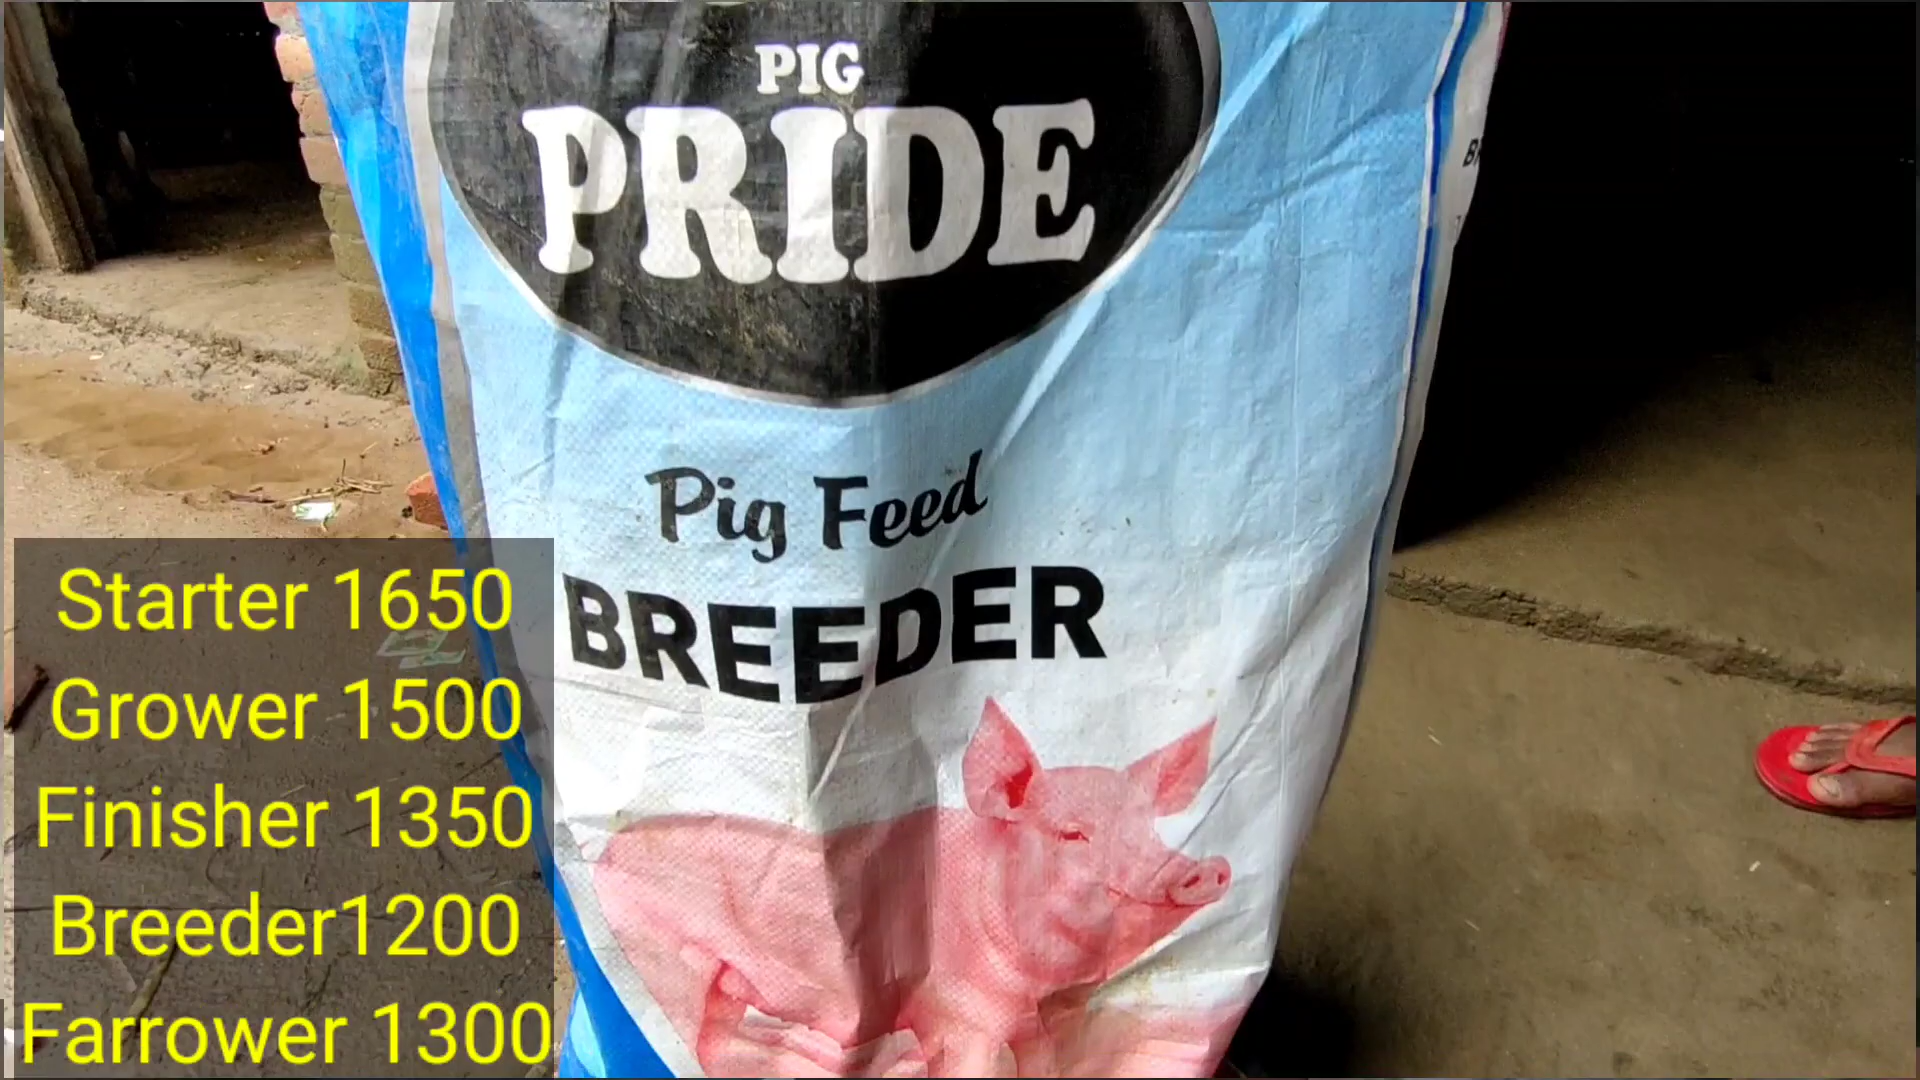 PIG
PRIDE
Pig Feed
BREEDER
Starter 1650
Grower 1500
Finisher 1350
Breeder1200
Farrower 1300